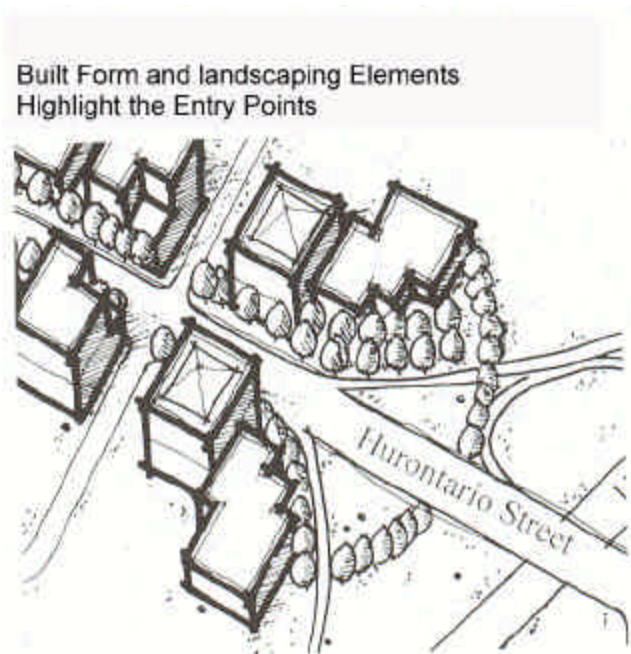 Built Form and landscaping Elements
Highlight the Entry Points
Hurontario Street